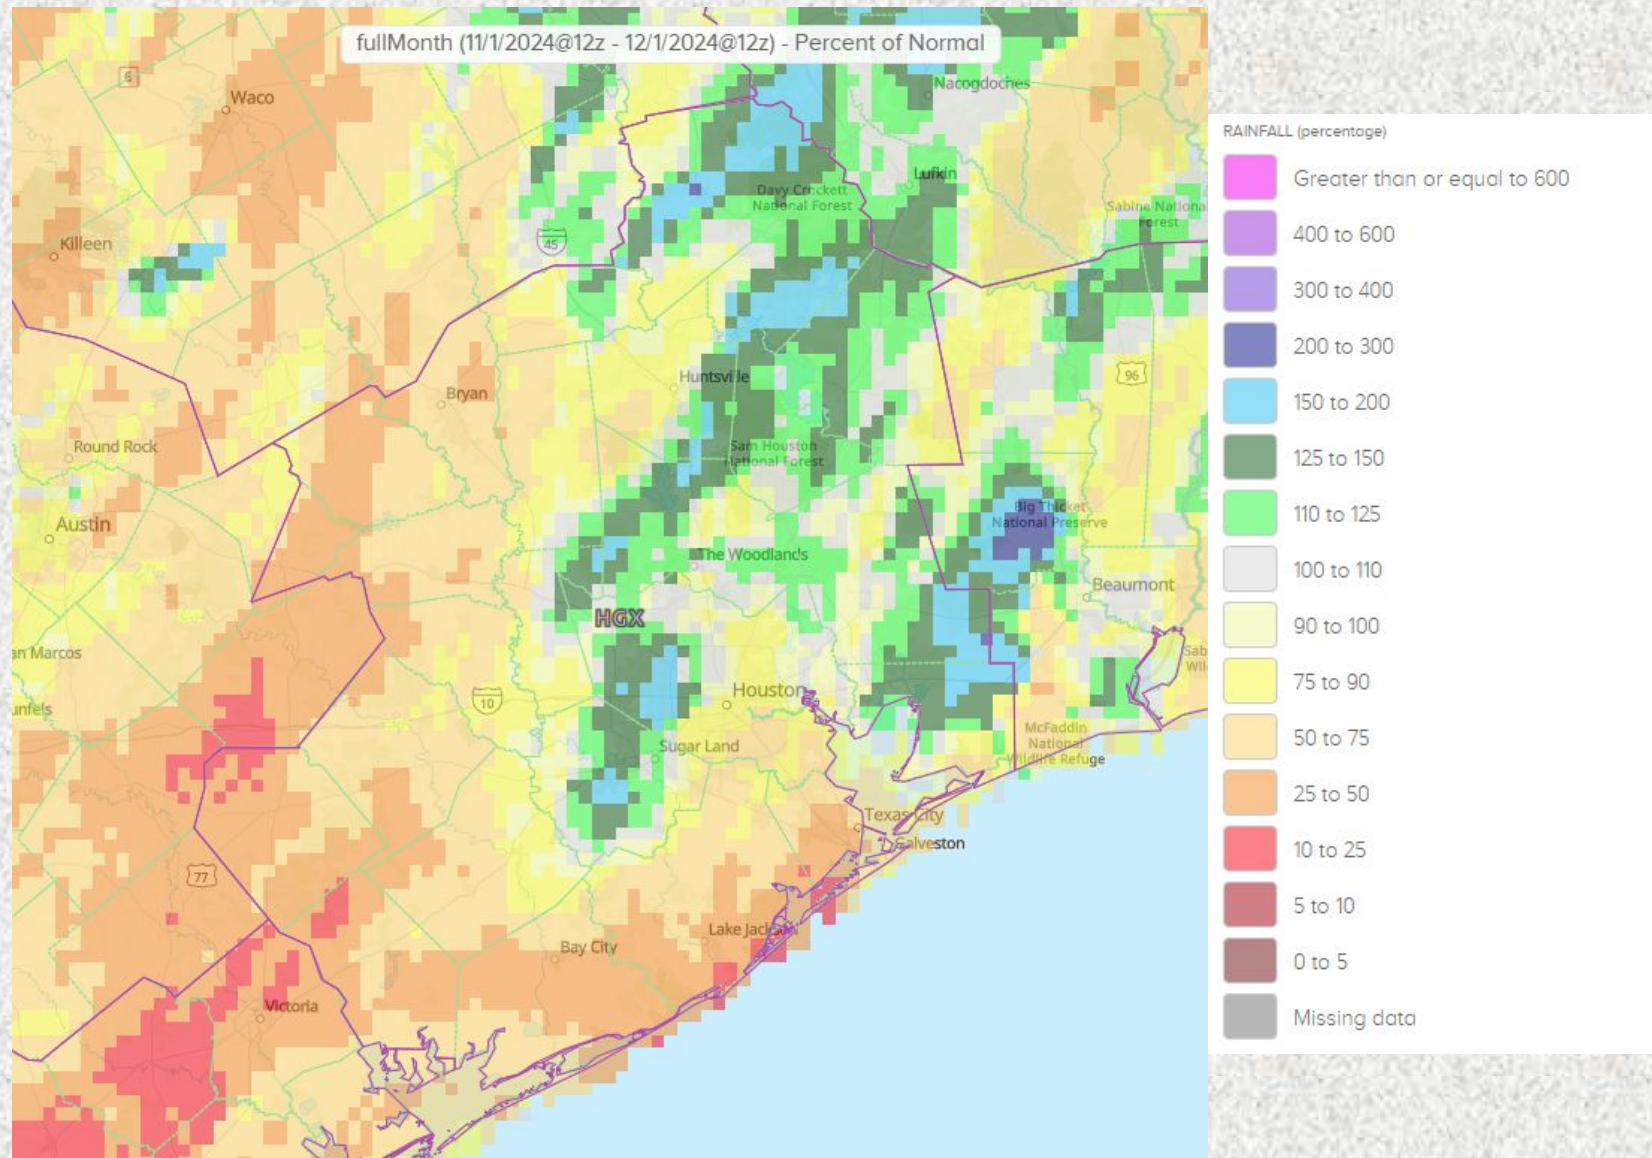 fullMonth (11/1/2024@12z - 12/1/2024@12z) - Percent of Normal
6
Waco
Nacogdoches
Lufkin
Davy Crockett
National Forest
Sabine National
Forest
45
Killeen
Huntsville
96
Bryan
Round Rock
Sam Houston
National Forest
Big Thicket
National Preserve
Austin
The Woodlands
Beaumont
HGX
an Marcos
Sab
Wil
Houston
10
unfels
McFaddin
National
Wildlife Refuge
Sugar Land
Texas City
Galveston
77
Lake Jackson
Bay City
Victoria
RAINFALL (percentage)
Greater than or equal to 600
400 to 600
300 to 400
200 to 300
150 to 200
125 to 150
110 to 125
100 to 110
90 to 100
75 to 90
50 to 75
25 to 50
10 to 25
5 to 10
0 to 5
Missing data